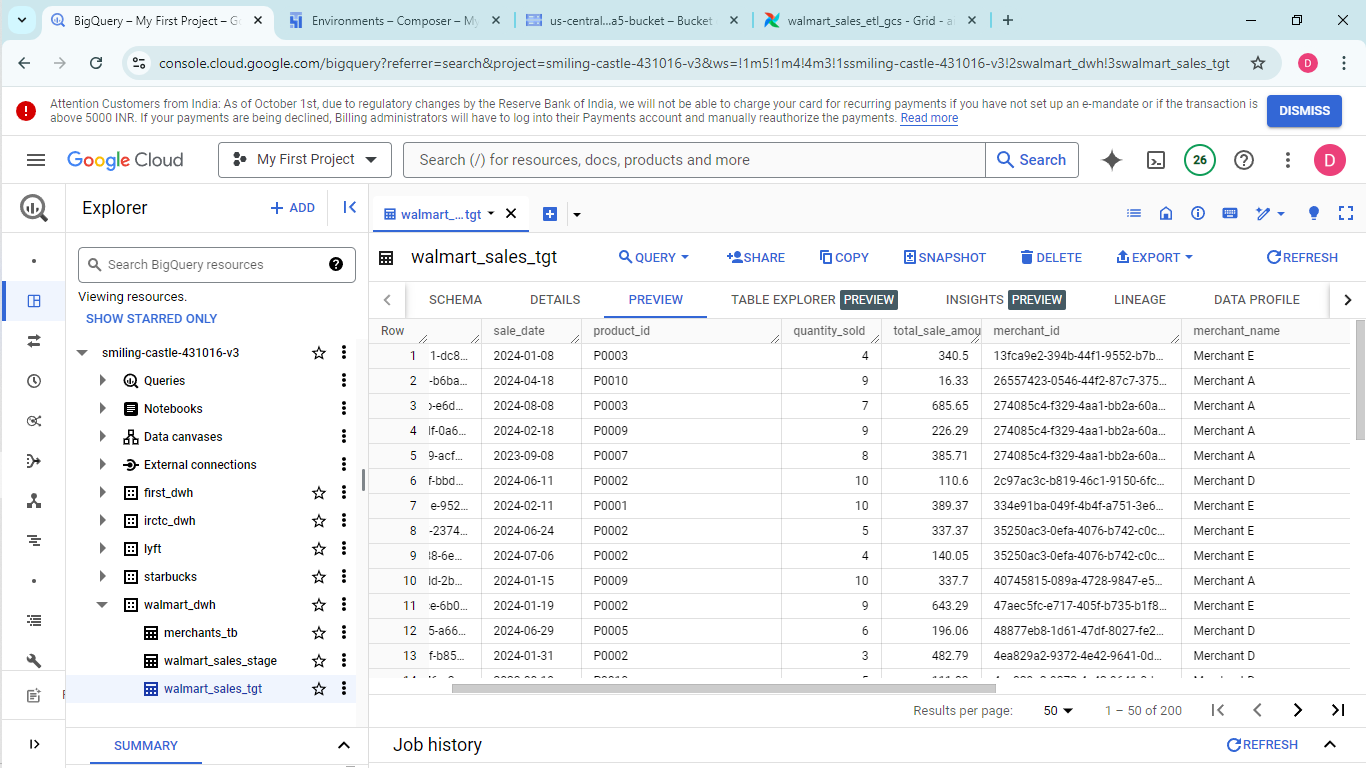 BigQuery – My First Project – Go
Environments – Composer – My
us-central...a5-bucket – Bucket
walmart_sales_etl_gcs - Grid - ai
console.cloud.google.com/bigquery?referrer=search&project=smiling-castle-431016-v3&ws=!1m5!1m4!4m3!1ssmiling-castle-431016-v3!2swalmart_dwh!3swalmart_sales_tgt
D
Attention Customers from India: As of October 1st, due to regulatory changes by the Reserve Bank of India, we will not be able to charge your card for recurring payments if you have not set up an e-mandate or if the transaction is
above 5000 INR. If your payments are being declined, Billing administrators will have to log into their Payments account and manually reauthorize the payments. Read more
DISMISS
Google Cloud
My First Project
Search (/) for resources, docs, products and more
Search
26
D
Explorer
ADD
Search BigQuery resources
Viewing resources.
SHOW STARRED ONLY
smiling-castle-431016-v3
Queries
Notebooks
Data canvases
External connections
first_dwh
irctc_dwh
lyft
starbucks
walmart_dwh
merchants_tb
walmart_sales_stage
walmart_sales_tgt
SUMMARY
walmart_...tgt
walmart_sales_tgt
QUERY
SHARE
COPY
SNAPSHOT
DELETE
EXPORT
REFRESH
SCHEMA DETAILS PREVIEW TABLE EXPLORER PREVIEW INSIGHTS PREVIEW LINEAGE DATA PROFILE
Row sale_date product_id quantity_sold total_sale_amou merchant_id merchant_name
1 1-dc8... 2024-01-08 P0003 4 340.5 13fca9e2-394b-44f1-9552-b7b... Merchant E
2 -b6ba... 2024-04-18 P0010 9 16.33 26557423-0546-44f2-87c7-375... Merchant A
3 -e6d... 2024-08-08 P0003 7 685.65 274085c4-f329-4aa1-bb2a-60a... Merchant A
4 lf-0a6... 2024-02-18 P0009 9 226.29 274085c4-f329-4aa1-bb2a-60a... Merchant A
5 9-acf... 2023-09-08 P0007 8 385.71 274085c4-f329-4aa1-bb2a-60a... Merchant A
6 f-bbd... 2024-06-11 P0002 10 110.6 2c97ac3c-b819-46c1-9150-6fc... Merchant D
7 e-952... 2024-02-11 P0001 10 389.37 334e91ba-049f-4b4f-a751-3e6... Merchant E
8 -2374... 2024-06-24 P0002 5 337.37 35250ac3-0efa-4076-b742-c0c... Merchant E
9 38-6e... 2024-07-06 P0002 4 140.05 35250ac3-0efa-4076-b742-c0c... Merchant E
10 ld-2b... 2024-01-15 P0009 10 337.7 40745815-089a-4728-9847-e5... Merchant A
11 e-6b0... 2024-01-19 P0002 9 643.29 47aec5fc-e717-405f-b735-b1f8... Merchant E
12 5-a66... 2024-06-29 P0005 6 196.06 48877eb8-1d61-47df-8027-fe2... Merchant D
13 f-b85... 2024-01-31 P0002 3 482.79 4ea829a2-9372-4e42-9641-0d... Merchant D
Results per page: 50 1 – 50 of 200
Job history
REFRESH